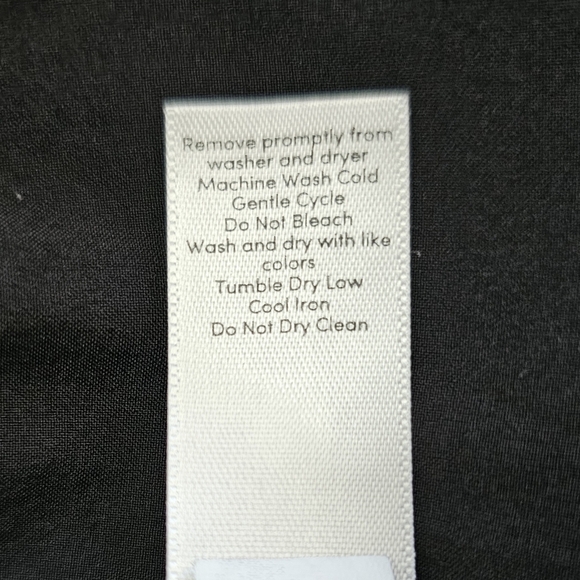 Remove promptly from
washer and dryer
Machine Wash Cold
Gentle Cycle
Do Not Bleach
Wash and dry with like
colors
Tumble Dry Low
Cool Iron
Do Not Dry Clean